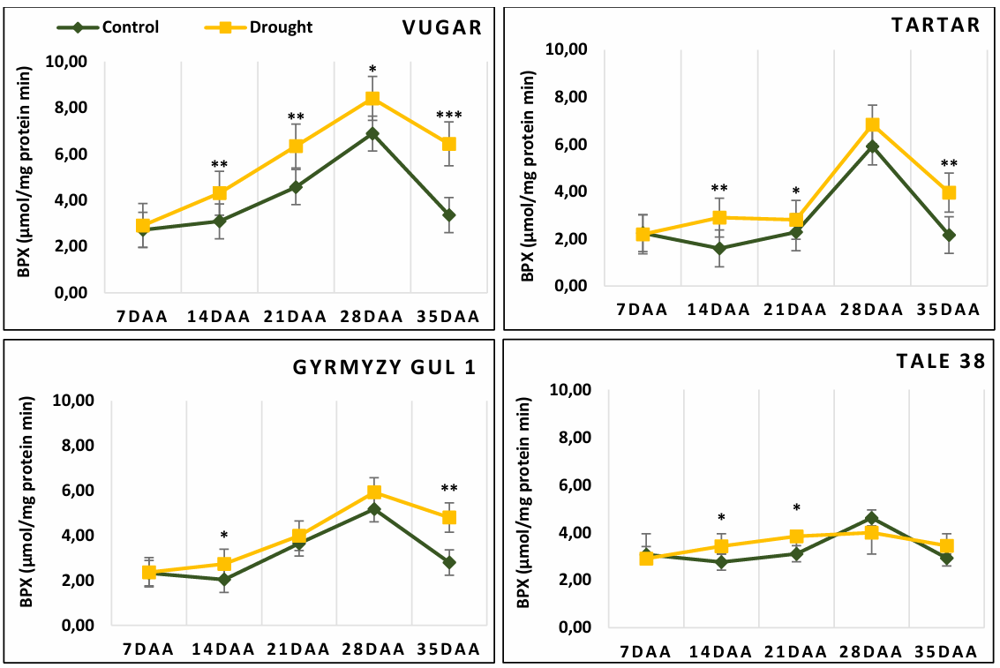 Control Drought VUGAR
BPX (µmol/mg protein min)
10,00
*
8,00
**
***
6,00
**
4,00
2,00
0,00
7DAA 14DAA 21DAA 28DAA 35DAA
TARTAR
BPX (µmol/mg protein min)
10,00
8,00
6,00
**
** *
4,00
2,00
0,00
7DAA 14DAA 21DAA 28DAA 35DAA
GYRMYZY GUL 1
BPX (µmol/mg protein min)
10,00
8,00
6,00
**
*
4,00
2,00
0,00
7DAA 14DAA 21DAA 28DAA 35DAA
TALE 38
BPX (µmol/mg protein min)
10,00
8,00
6,00
* *
4,00
2,00
0,00
7DAA 14DAA 21DAA 28DAA 35DAA